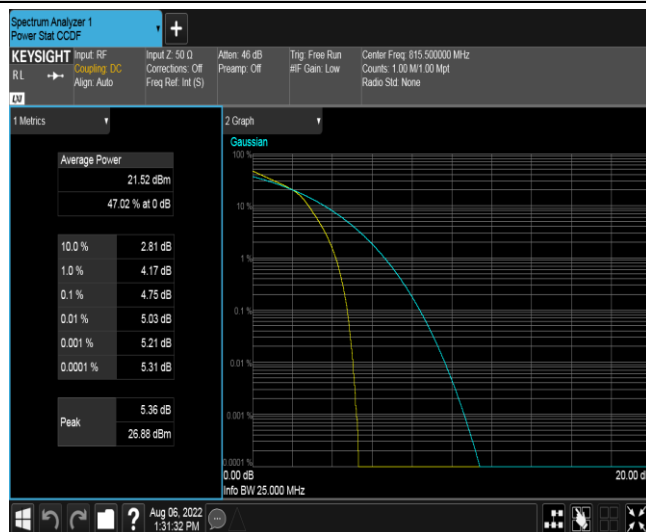 Spectrum Analyzer 1
Power Stat CCDF
+
KEYSIGHT
RL
LXI
Input: RF
Coupling: DC
Align: Auto
Input Z: 50 Ω
Corrections: Off
Freq Ref: Int (S)
Atten: 46 dB
Preamp: Off
Trig: Free Run
#IF Gain: Low
Center Freq: 815.500000 MHz
Counts: 1.00 M/1.00 Mpt
Radio Std: None
1 Metrics
Average Power
21.52 dBm
47.02 % at 0 dB
10.0 % 2.81 dB
1.0 % 4.17 dB
0.1 % 4.75 dB
0.01 % 5.03 dB
0.001 % 5.21 dB
0.0001 % 5.31 dB
Peak
5.36 dB
26.88 dBm
2 Graph
Gaussian
100 %
10 %
1 %
0.1 %
0.01 %
0.001 %
0.0001 %
0.00 dB
20.00 d
Info BW 25.000 MHz
?
Aug 06, 2022
1:31:32 PM